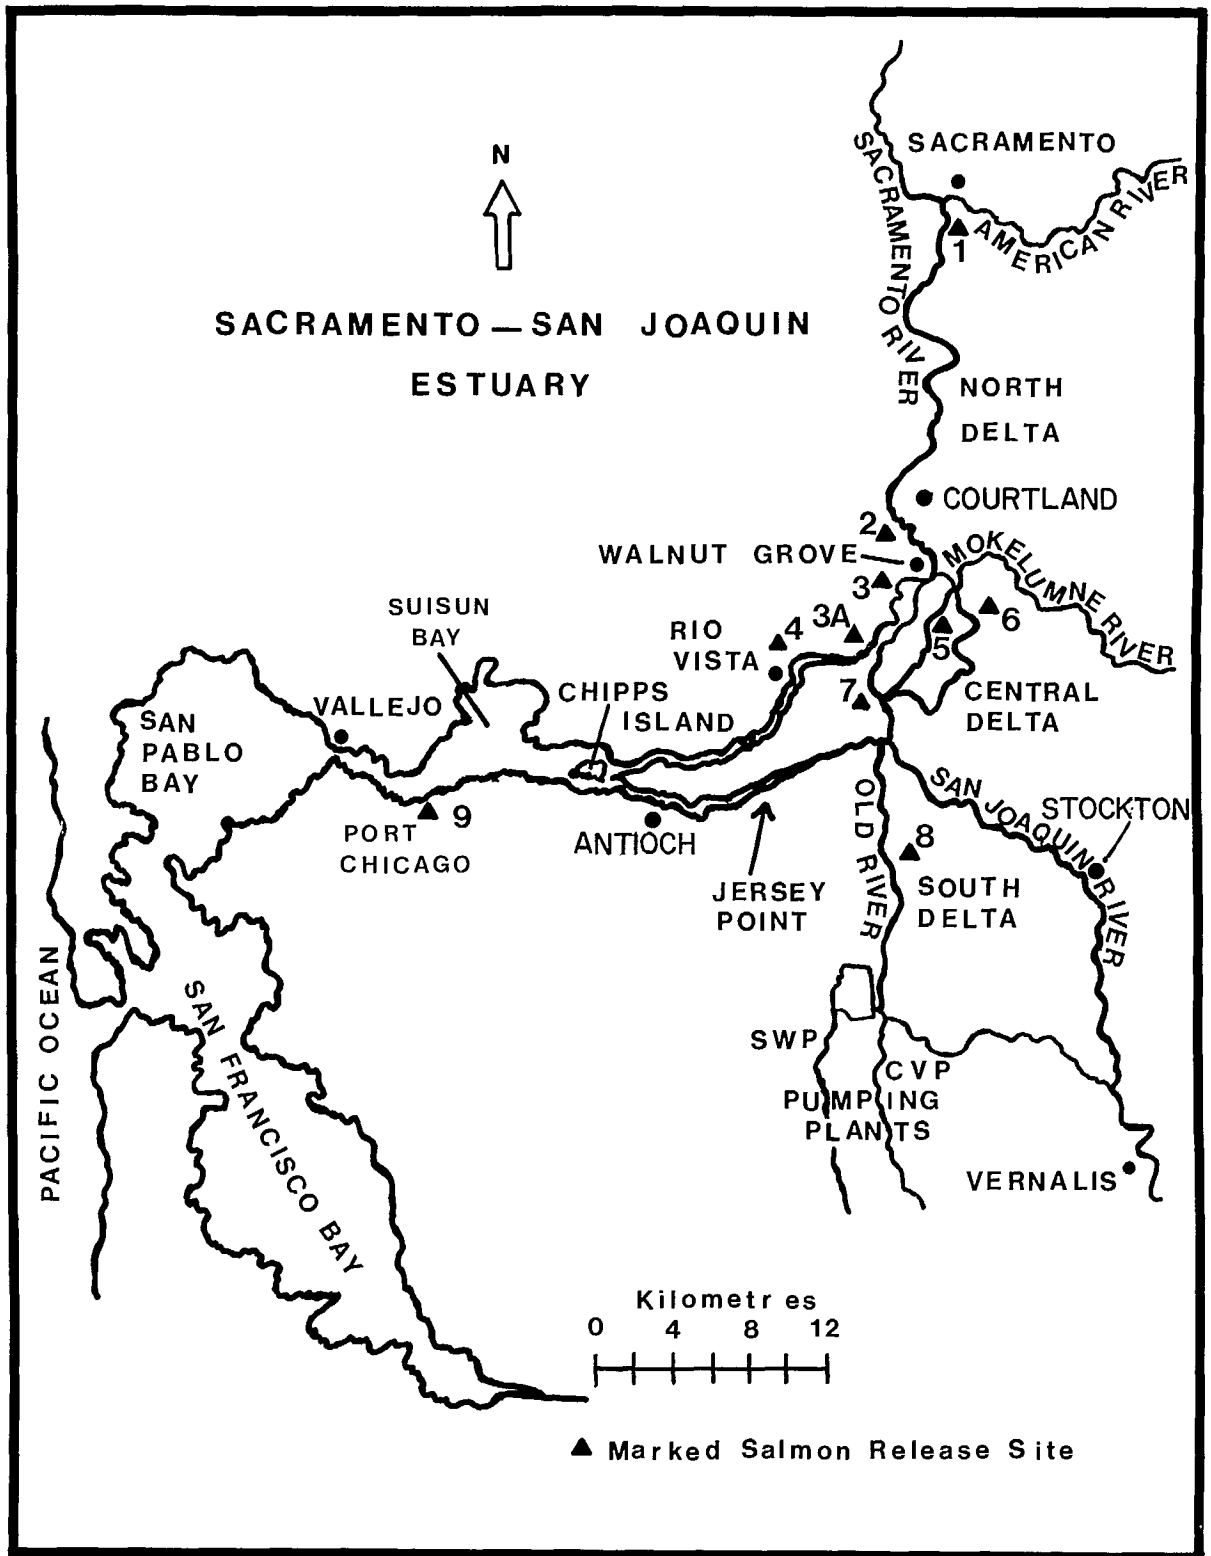 SACRAMENTO
N
SACRAMENTO RIVER
AMERICAN RIVER
1
SACRAMENTO — SAN JOAQUIN
ESTUARY
NORTH
DELTA
COURTLAND
2
WALNUT GROVE
MOKELUMNE RIVER
3
SUISUN
BAY
3A
4
RIO
VISTA
5
6
7
CHIPPS
ISLAND
CENTRAL
DELTA
VALLEJO
SAN
PABLO
BAY
SAN JOAQUIN RIVER
STOCKTON
OLD RIVER
9
PORT
CHICAGO
ANTIOCH
8
JERSEY
POINT
SOUTH
DELTA
PACIFIC OCEAN
SAN FRANCISCO BAY
SWP
CVP
PUMPING
PLANTS
VERNALIS
Kilometres
0 4 8 12
Marked Salmon Release Site